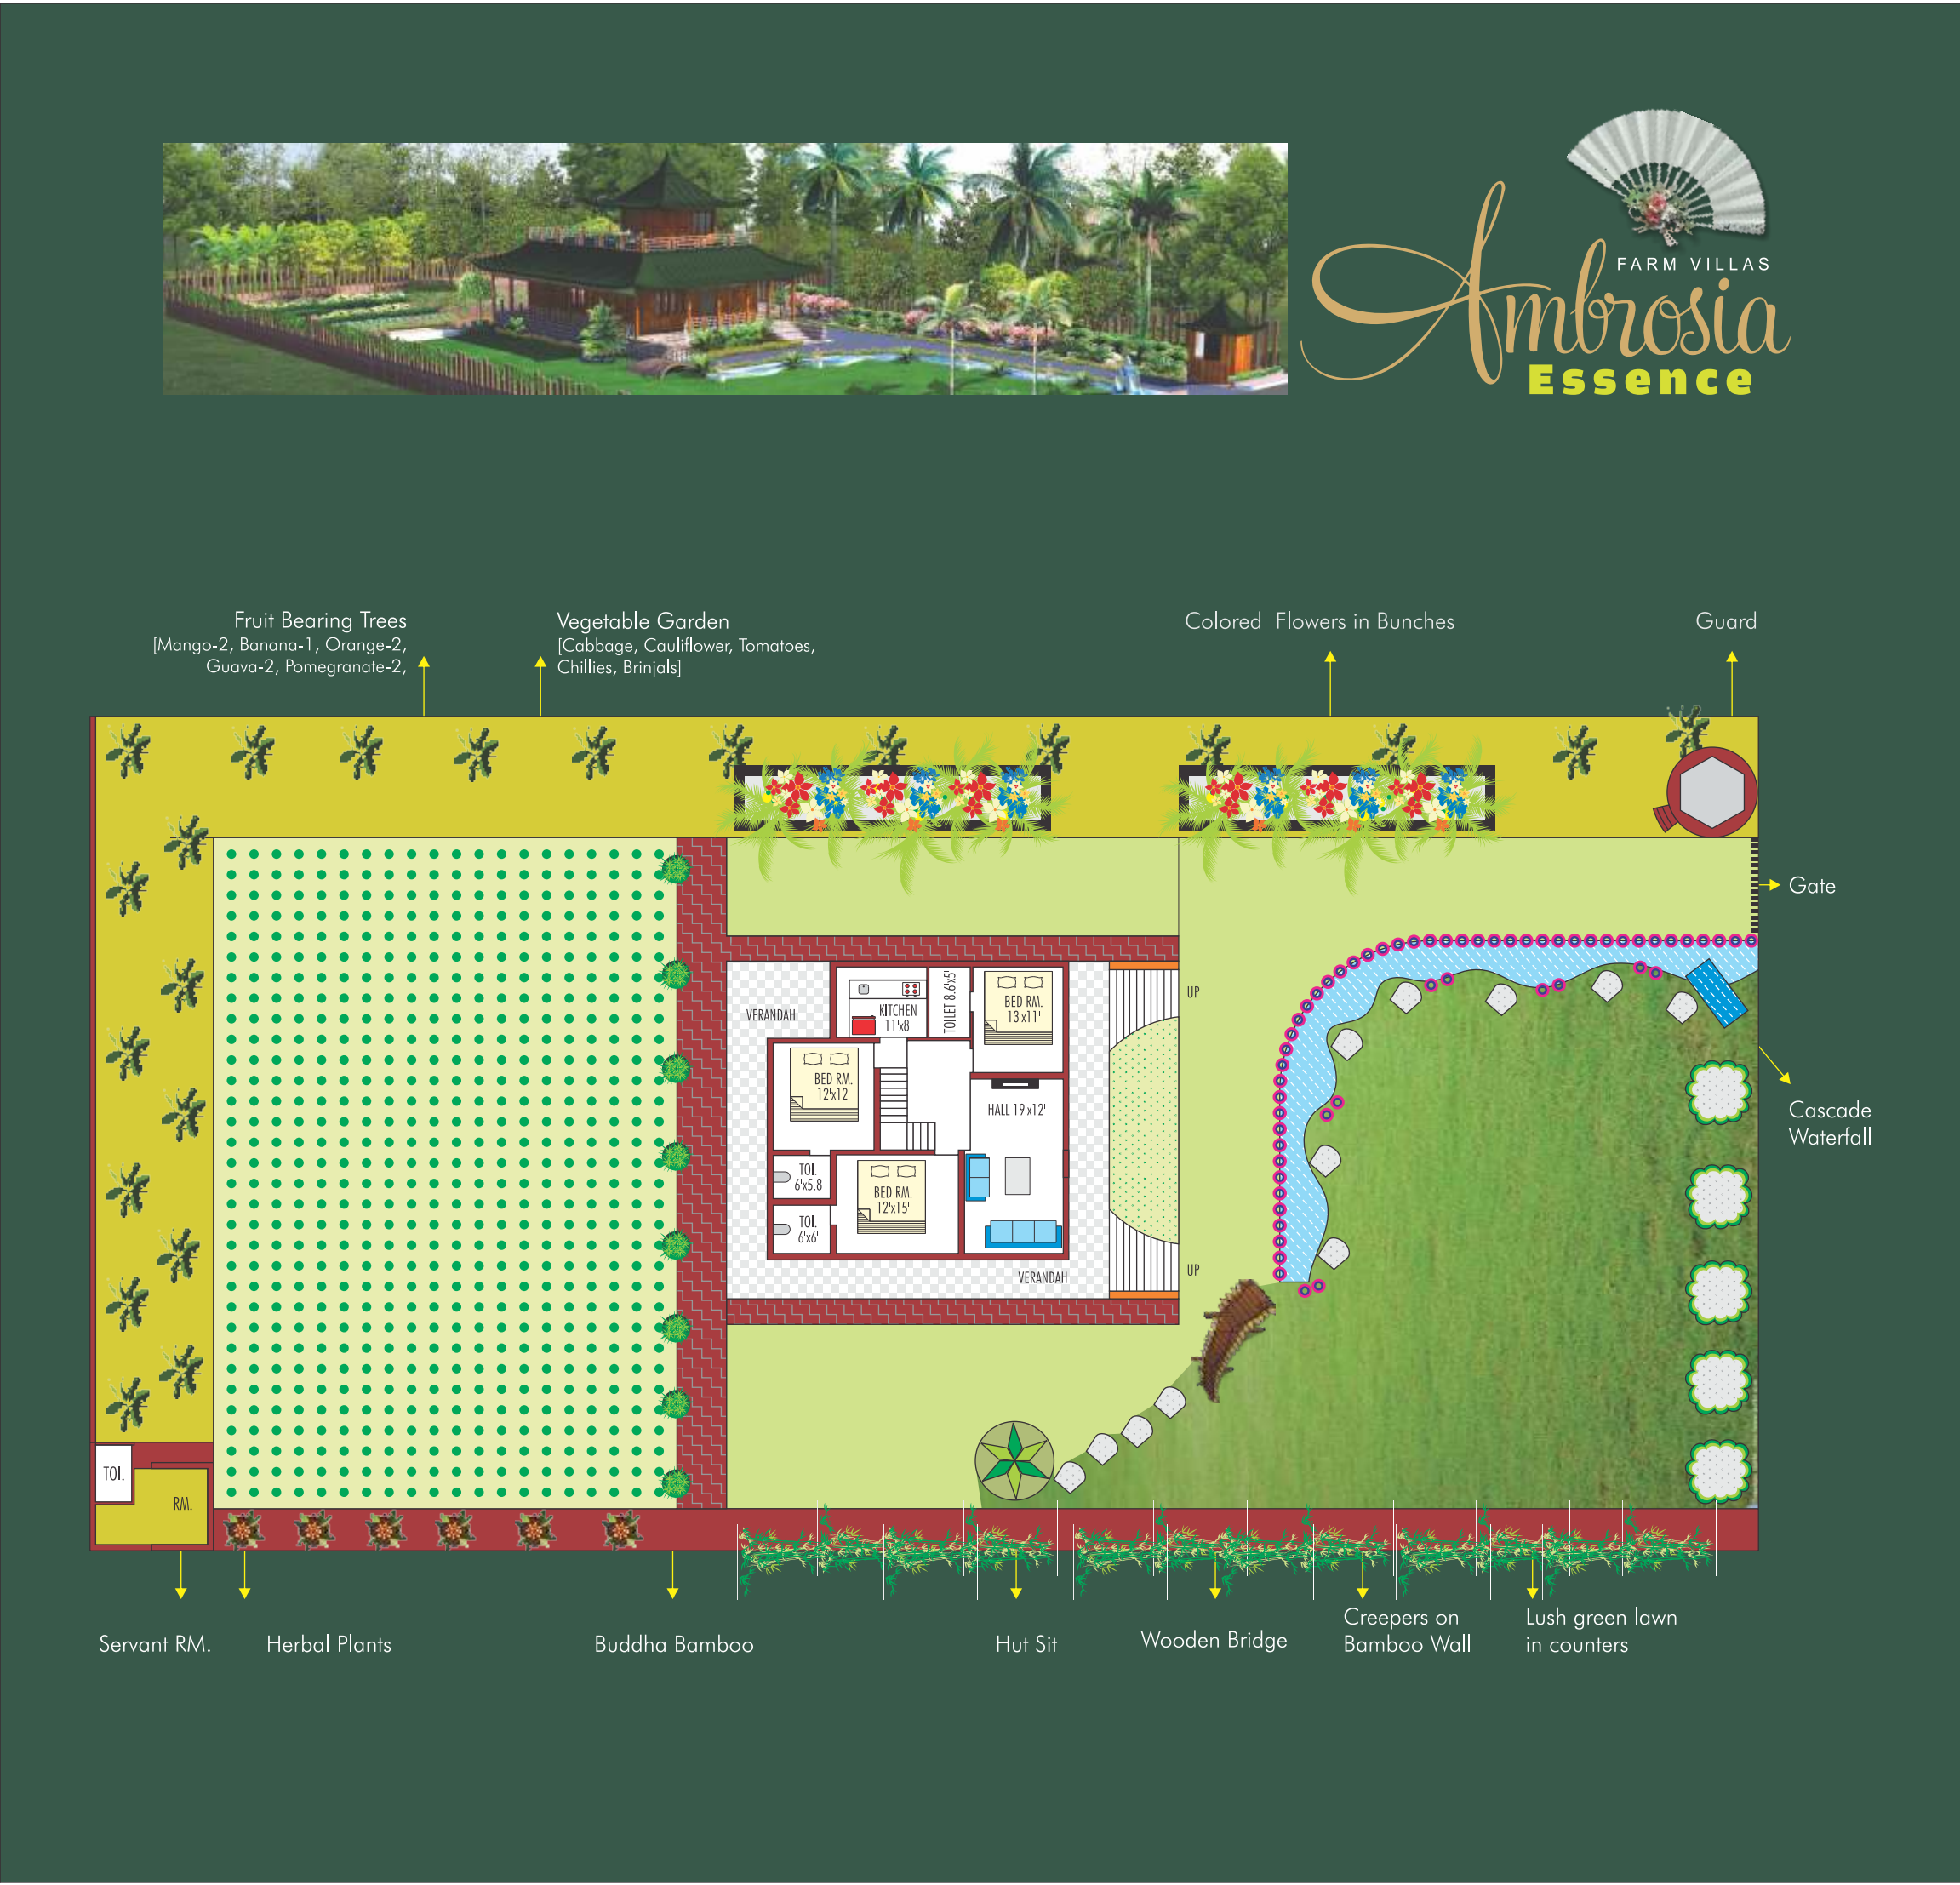 FARM VILLAS
Ambrosia
Essence
Fruit Bearing Trees
[Mango-2, Banana-1, Orange-2,
Guava-2, Pomegranate-2,
Vegetable Garden
[Cabbage, Cauliflower, Tomatoes,
Chillies, Brinjals]
Colored Flowers in Bunches
Guard
Gate
Cascade
Waterfall
VERANDAH
KITCHEN
11'x8'
TOILET 8.6'x5'
BED RM.
13'x11'
UP
BED RM.
12'x12'
HALL 19'x12'
TOI.
6'x5.8
BED RM.
12'x15'
TOI.
6'x6'
VERANDAH
UP
TOI.
RM.
Servant RM.
Herbal Plants
Buddha Bamboo
Hut Sit
Wooden Bridge
Creepers on
Bamboo Wall
Lush green lawn
in counters